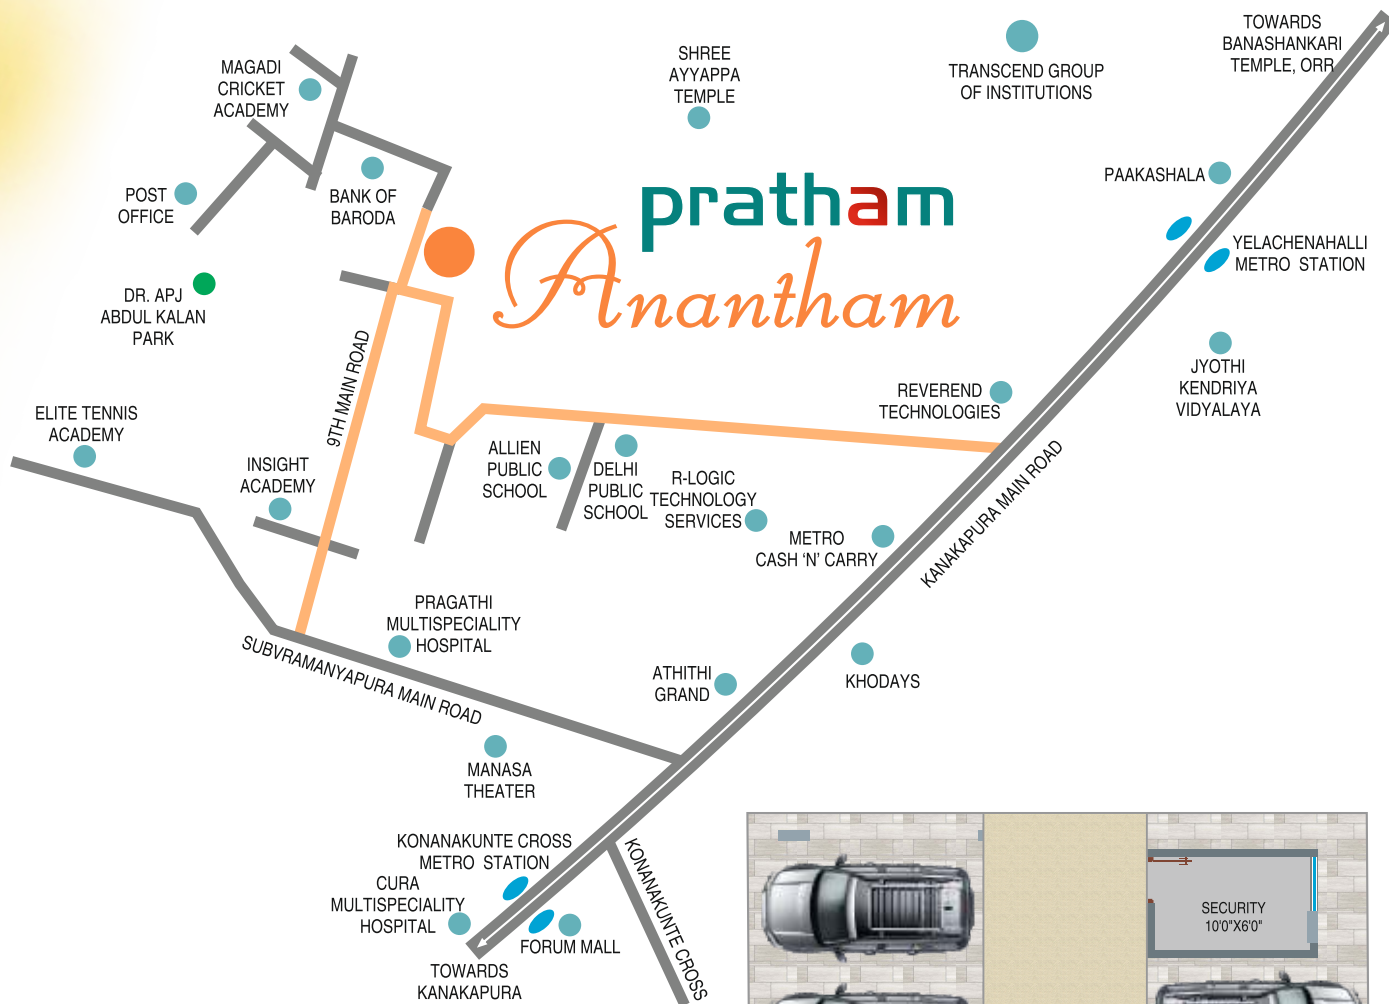 TOWARDS
BANASHANKARI
TEMPLE, ORR
SHREE
AYYAPPA
TEMPLE
TRANSCEND GROUP
OF INSTITUTIONS
MAGADI
CRICKET
ACADEMY
PAAKASHALA
POST
OFFICE
BANK OF
BARODA
pratham
Anantham
YELACHENAHALLI
METRO STATION
DR. APJ
ABDUL KALAN
PARK
9TH MAIN ROAD
JYOTHI
KENDRIYA
VIDYALAYA
REVEREND
TECHNOLOGIES
ELITE TENNIS
ACADEMY
INSIGHT
ACADEMY
ALLIEN
PUBLIC
SCHOOL
DELHI
PUBLIC
SCHOOL
R-LOGIC
TECHNOLOGY
SERVICES
METRO
CASH ‘N’ CARRY
KANAKAPURA MAIN ROAD
PRAGATHI
MULTISPECIALITY
HOSPITAL
SUBVRAMANYAPURA MAIN ROAD
ATHITHI
GRAND
KHODAYS
MANASA
THEATER
KONANAKUNTE CROSS
METRO STATION
KONANAKUNTE CROSS
CURA
MULTISPECIALITY
HOSPITAL
FORUM MALL
TOWARDS
KANAKAPURA
SECURITY
10'0"X6'0"